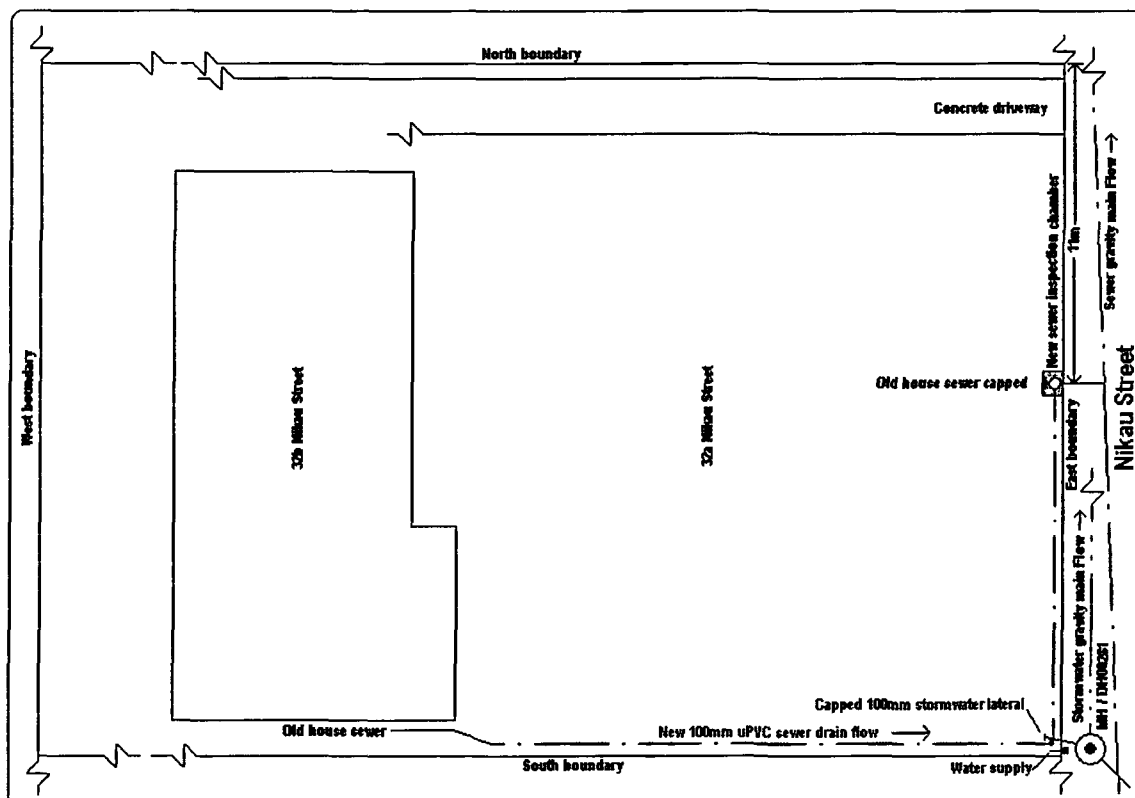 North boundary
Concrete driveway
Sewer gravity main Flow →
11m
New sewer inspection chamber
Old house sewer capped
Nikau Street
East boundary
West boundary
32b Nikau Street
32a Nikau Street
Stormwater gravity main Flow →
MH / DH00261
Capped 100mm stormwater lateral
Old house sewer
New 100mm uPVC sewer drain flow →
South boundary
Water supply